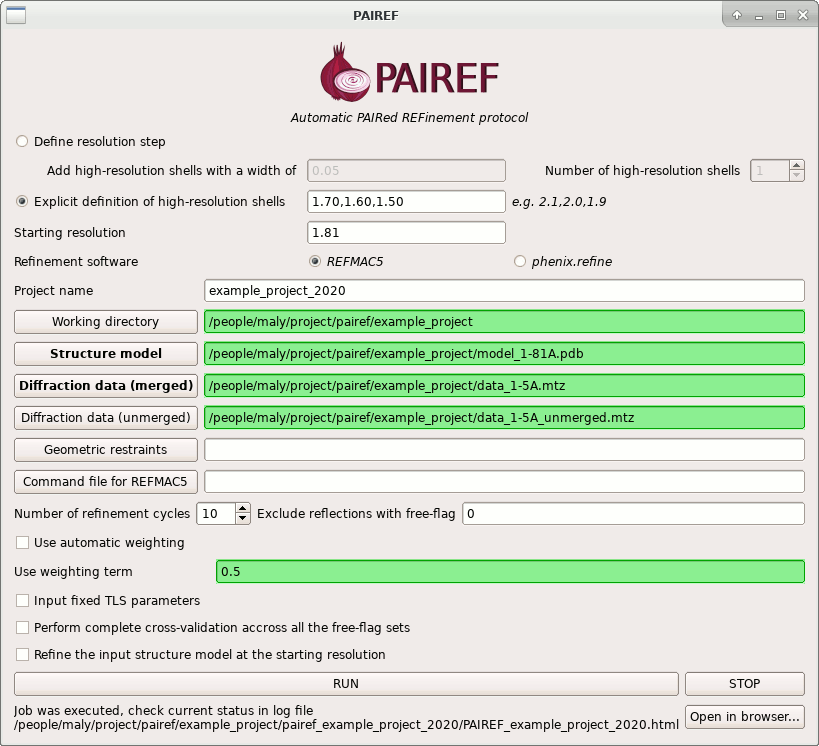 PAIREF
PAIREF
Automatic PAIRed REFinement protocol
Define resolution step
Add high-resolution shells with a width of 0.05 Number of high-resolution shells 1
Explicit definition of high-resolution shells 1.70,1.60,1.50 e.g. 2.1,2.0,1.9
Starting resolution 1.81
Refinement software REFMAC5 phenix.refine
Project name example_project_2020
Working directory /people/maly/project/pairef/example_project
Structure model /people/maly/project/pairef/example_project/model_1-81A.pdb
Diffraction data (merged) /people/maly/project/pairef/example_project/data_1-5A.mtz
Diffraction data (unmerged) /people/maly/project/pairef/example_project/data_1-5A_unmerged.mtz
Geometric restraints
Command file for REFMAC5
Number of refinement cycles 10 Exclude reflections with free-flag 0
Use automatic weighting
Use weighting term 0.5
Input fixed TLS parameters
Perform complete cross-validation accross all the free-flag sets
Refine the input structure model at the starting resolution
RUN STOP
Job was executed, check current status in log file
/people/maly/project/pairef/example_project/pairef_example_project_2020/PAIREF_example_project_2020.html Open in browser...